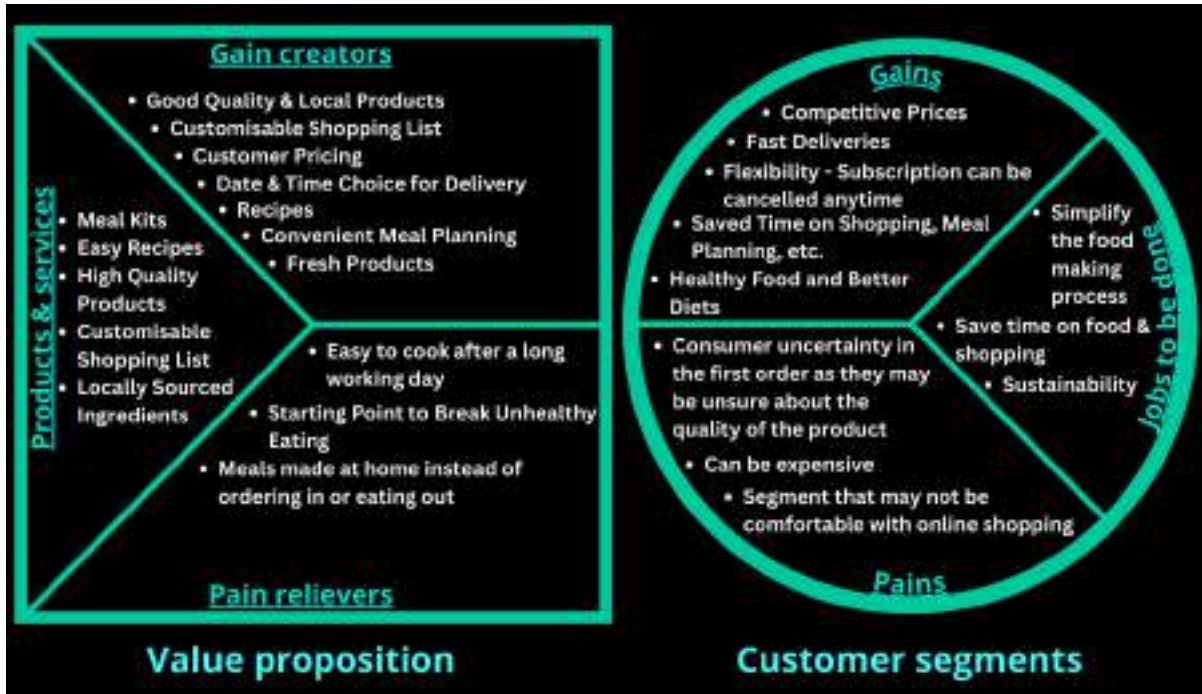 Gain creators
• Good Quality & Local Products
• Customisable Shopping List
• Customer Pricing
• Date & Time Choice for Delivery
• Recipes
• Convenient Meal Planning
• Fresh Products
Products & services
• Meal Kits
• Easy Recipes
• High Quality
Products
• Customisable
Shopping List
• Locally Sourced
Ingredients
• Easy to cook after a long
working day
• Starting Point to Break Unhealthy
Eating
• Meals made at home instead of
ordering in or eating out
Pain relievers
Value proposition
Gains
• Competitive Prices
• Fast Deliveries
• Flexibility - Subscription can be
cancelled anytime
• Saved Time on Shopping, Meal
Planning, etc.
• Healthy Food and Better
Diets
• Simplify
the food
making
process
• Save time on food &
shopping
• Sustainability
Jobs to be done
• Consumer uncertainty in
the first order as they may
be unsure about the
quality of the product
• Can be expensive
• Segment that may not be
comfortable with online shopping
Pains
Customer segments